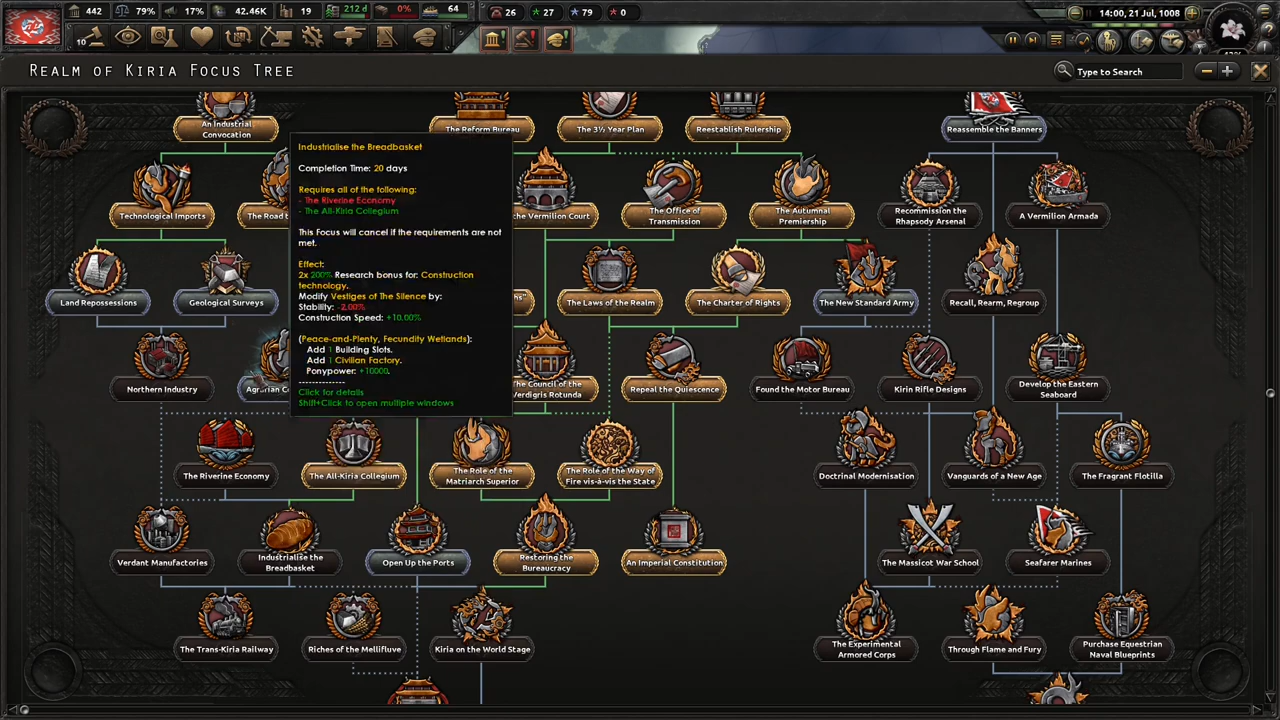 442
79%
17%
42.46K
19
212 d
0%
64
26
27
79
0
14:00, 21 Jul, 1008
10
REALM OF KIRIA FOCUS TREE
Type to Search
An Industrial
Convocation
The Reform Bureau
The 3½ Year Plan
Reestablish Rulership
Reassemble the Banners
Industrialise the Breadbasket
Completion Time: 20 days
Requires all of the following:
- The Riverine Economy
- The All-Kiria Collegium
This Focus will cancel if the requirements are not
met.
Effect:
2x 200% Research bonus for: Construction
technology.
Modify Vestiges of The Silence by:
Stability: -2.00%
Construction Speed: +10.00%
(Peace-and-Plenty, Fecundity Wetlands):
Add 1 Building Slots.
Add 1 Civilian Factory.
Ponypower: +10000.
--------------
Click for details
Shift+Click to open multiple windows
Technological Imports
The Road
the Vermilion Court
The Office of
Transmission
The Autumnal
Premiership
Recommission the
Rhapsody Arsenal
A Vermilion Armada
Land Repossessions
Geological Surveys
The Laws of the Realm
The Charter of Rights
The New Standard Army
Recall, Rearm, Regroup
Northern Industry
Agrarian
The Council of the
Verdigris Rotunda
Repeal the Quiescence
Found the Motor Bureau
Kirin Rifle Designs
Develop the Eastern
Seaboard
The Riverine Economy
The All-Kiria Collegium
The Role of the
Matriarch Superior
The Role of the Way of
Fire vis-à-vis the State
Doctrinal Modernisation
Vanguards of a New Age
The Fragrant Flotilla
Verdant Manufactories
Industrialise the
Breadbasket
Open Up the Ports
Restoring the
Bureaucracy
An Imperial Constitution
The Massicot War School
Seafarer Marines
The Trans-Kiria Railway
Riches of the Mellifluve
Kiria on the World Stage
The Experimental
Armored Corps
Through Flame and Fury
Purchase Equestrian
Naval Blueprints